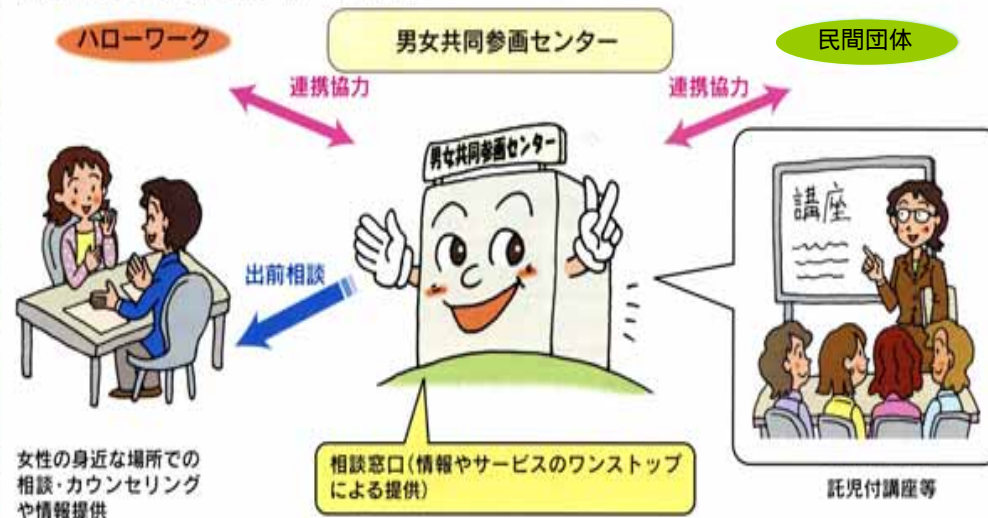 ハローワーク
男女共同参画センター
民間団体
連携協力
連携協力
男女共同参画センター
講座
出前相談
女性の身近な場所での
相談・カウンセリング
や情報提供
相談窓口(情報やサービスのワンストップ
による提供)
託児付講座等